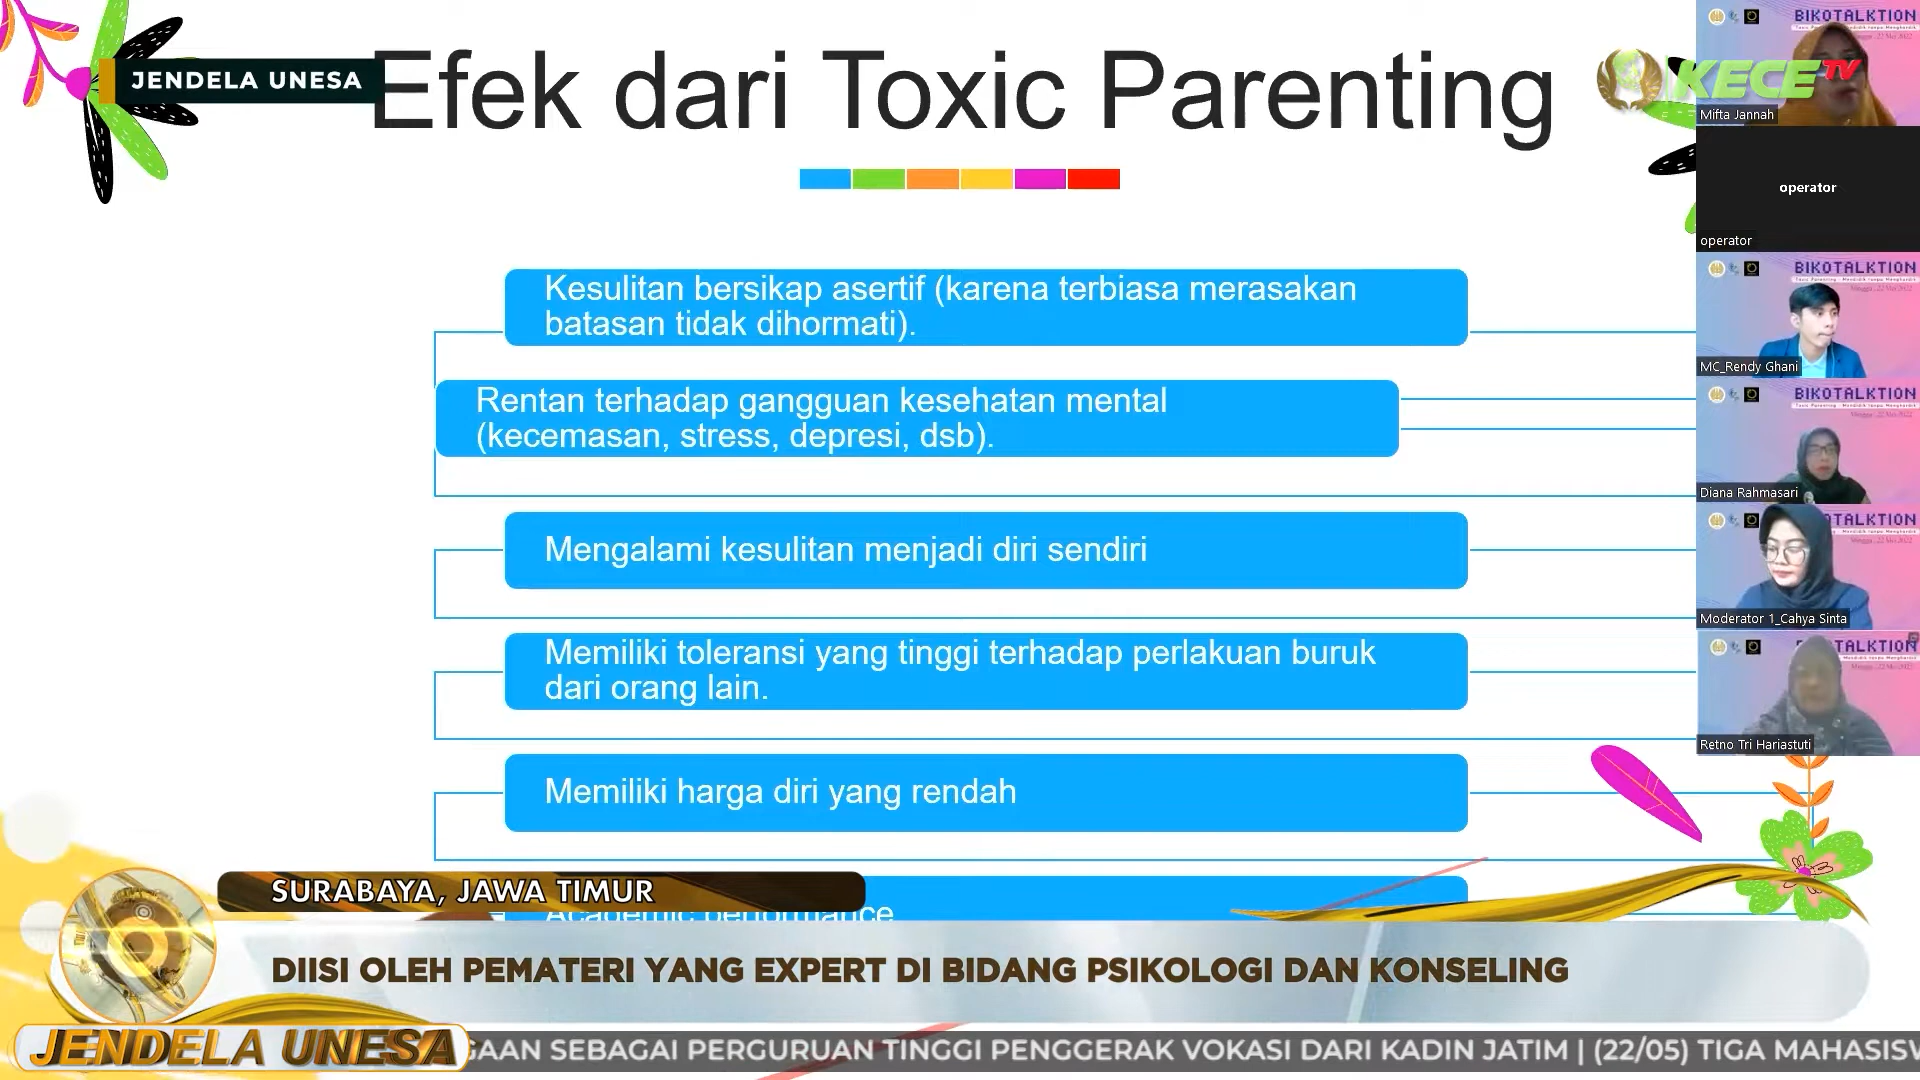 Efek dari Toxic Parenting
JENDELA UNESA
KECE TV
Kesulitan bersikap asertif (karena terbiasa merasakan
batasan tidak dihormati).
Rentan terhadap gangguan kesehatan mental
(kecemasan, stress, depresi, dsb).
Mengalami kesulitan menjadi diri sendiri
Memiliki toleransi yang tinggi terhadap perlakuan buruk
dari orang lain.
Memiliki harga diri yang rendah
Academic performance
BIKOTALKTION
Mifta Jannah
operator
operator
BIKOTALKTION
MC_Rendy Ghani
BIKOTALKTION
Diana Rahmasari
TALKTION
Moderator 1_Cahya Sinta
TALKTION
Retno Tri Hariastuti
SURABAYA, JAWA TIMUR
DIISI OLEH PEMATERI YANG EXPERT DI BIDANG PSIKOLOGI DAN KONSELING
JENDELA UNESA
GAAN SEBAGAI PERGURUAN TINGGI PENGGERAK VOKASI DARI KADIN JATIM | (22/05) TIGA MAHASISW